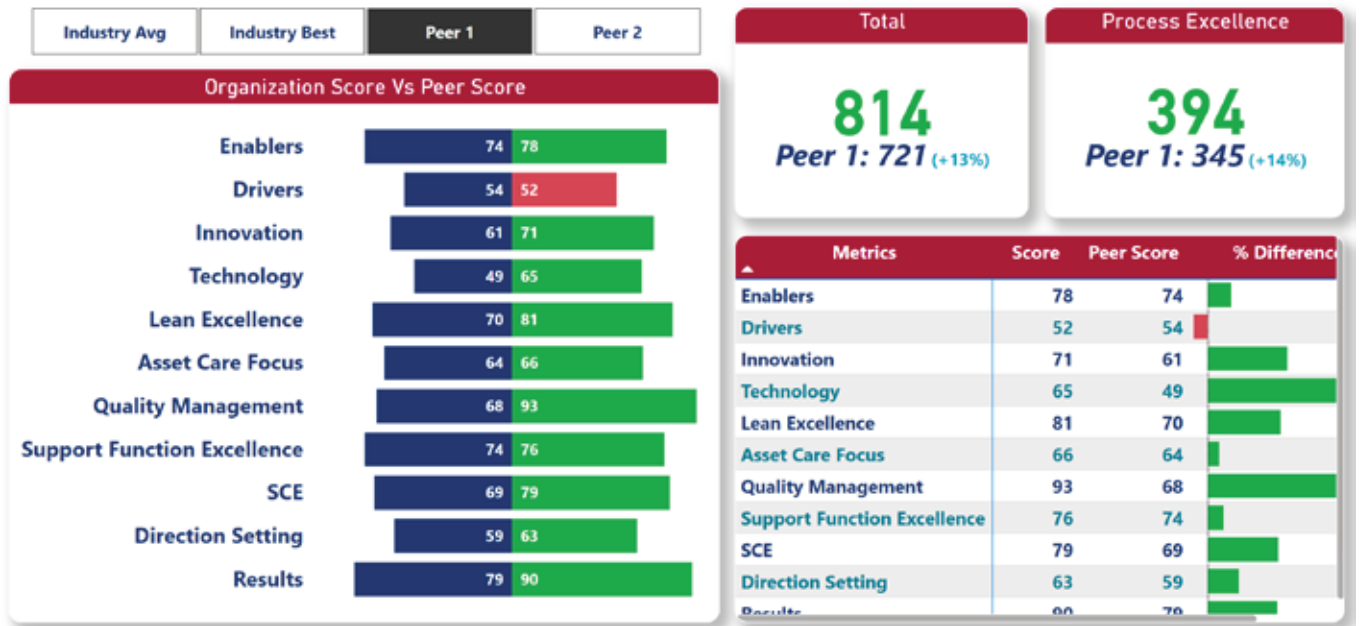 Industry Avg Industry Best Peer 1 Peer 2
Organization Score Vs Peer Score
Enablers 74 78
Drivers 54 52
Innovation 61 71
Technology 49 65
Lean Excellence 70 81
Asset Care Focus 64 66
Quality Management 68 93
Support Function Excellence 74 76
SCE 69 79
Direction Setting 59 63
Results 79 90
Total
814
Peer 1: 721 (+13%)
Process Excellence
394
Peer 1: 345 (+14%)
Metrics Score Peer Score % Difference
Enablers 78 74
Drivers 52 54
Innovation 71 61
Technology 65 49
Lean Excellence 81 70
Asset Care Focus 66 64
Quality Management 93 68
Support Function Excellence 76 74
SCE 79 69
Direction Setting 63 59
Results 90 79